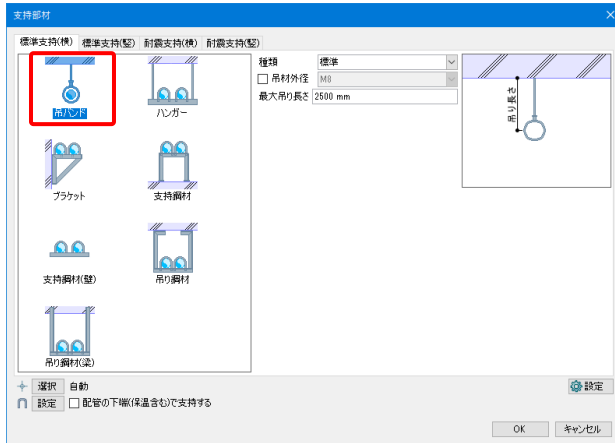 支持部材
標準支持(横) 標準支持(竪) 耐震支持(横) 耐震支持(竪)
吊バンド
ハンガー
ブラケット
支持鋼材
支持鋼材(壁)
吊り鋼材
吊り鋼材(梁)
種類 標準
吊材外径 M8
最大吊り長さ 2500 mm
吊り長さ
選択 自動
設定 配管の下端(保温含む)で支持する
設定
OK キャンセル